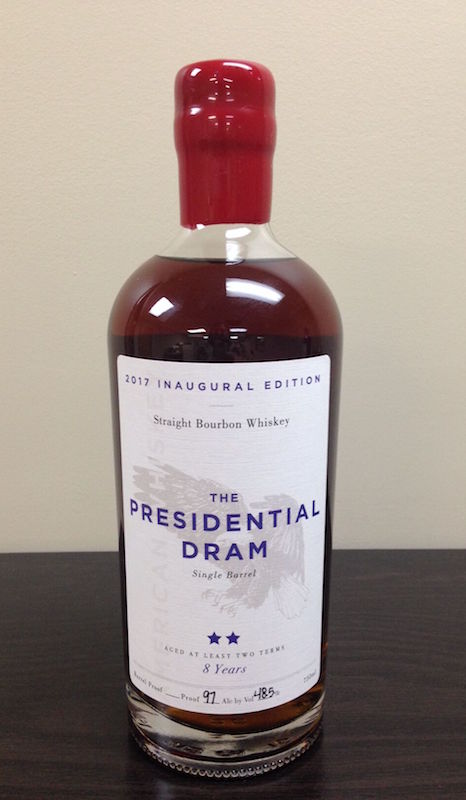 2017 INAUGURAL EDITION
Straight Bourbon Whiskey
THE
PRESIDENTIAL
DRAM
Single Barrel
AGED AT LEAST TWO TERMS
8 Years
Barrel Proof ___ Proof 97 Alc by Vol 48.5%
750ml